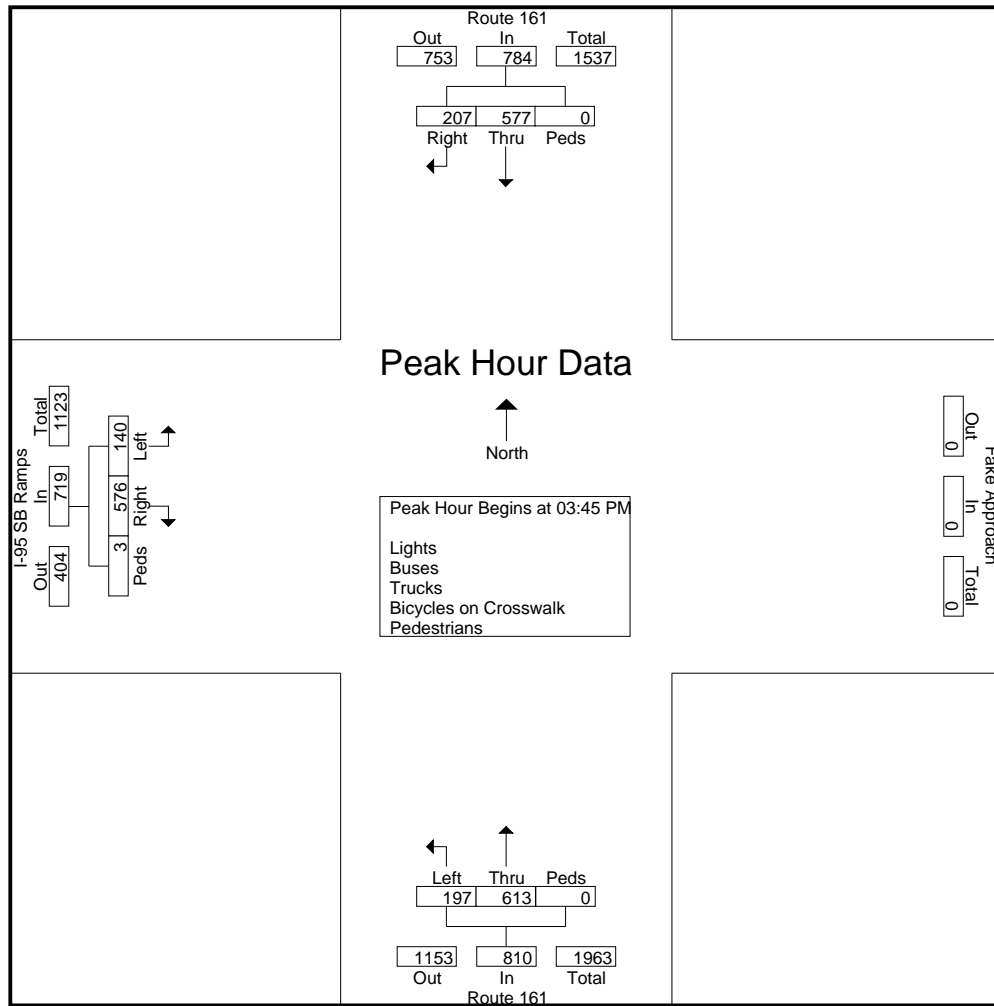 Route 161
Out In Total
753 784 1537
207 577 0
Right Thru Peds
Peak Hour Data
North
Peak Hour Begins at 03:45 PM
Lights
Buses
Trucks
Bicycles on Crosswalk
Pedestrians
I-95 SB Ramps
Out In Total
404 719 1123
3 576 140
Peds Right Left
Fake Approach
Out In Total
0 0 0
Left Thru Peds
197 613 0
1153 810 1963
Out In Total
Route 161